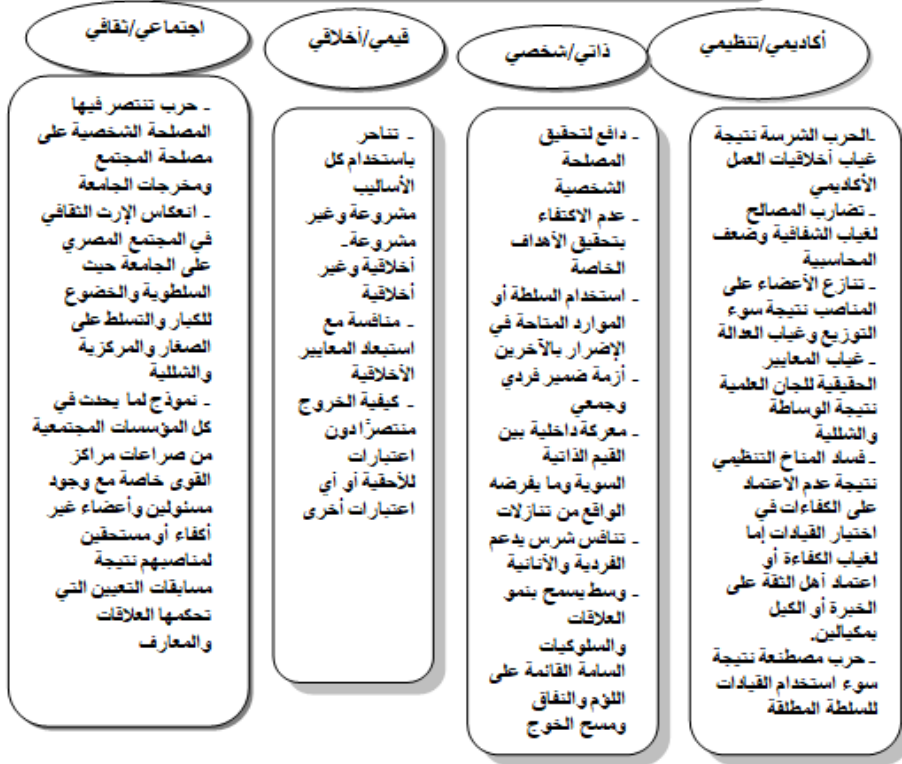 أكاديمي/تنظيمي
ـالحرب الشرسة نتيجة
غياب أخلاقيات العمل
الأكاديمي
ـ تضارب المصالح
لغياب الشفافية وضعف
المحاسبية
ـ تنازع الأعضاء على
المناصب نتيجة سوء
التوزيع وغياب العدالة
ـ غياب المعايير
الحقيقية للجان العلمية
نتيجة الوساطة
والشللية
ـ فساد المناخ التنظيمي
نتيجة عدم الاعتماد
على الكفاءات في
اختيار القيادات إما
لغياب الكفاءة أو
اعتماد أهل الثقة على
الخبرة أو الكيل
بمكيالين.
ـ حرب مصطنعة نتيجة
سوء استخدام القيادات
للسلطة المطلقة
ذاتي/شخصي
ـ دافع لتحقيق
المصلحة
الشخصية
ـ عدم الاكتفاء
بتحقيق الأهداف
الخاصة
ـ استخدام السلطة أو
الموارد المتاحة في
الإضرار بالآخرين
ـ أزمة ضمير فردي
وجمعي
ـ معركة داخلية بين
القيم الذاتية
السوية وما يفرضه
الواقع من تنازلات
ـ تنافس شرس يدعم
الفردية والأنانية
ـ وسط يسمح بنمو
العلاقات
والسلوكيات
السامة القائمة على
اللؤم والنفاق
ومسح الخوج
قيمي/أخلاقي
ـ تناحر
باستخدام كل
الأساليب
مشروعة وغير
مشروعةـ
أخلاقية وغير
أخلاقية
ـ منافسة مع
استبعاد المعايير
الأخلاقية
ـ كيفية الخروج
منتصرًا دون
اعتبارات
للأحقية أو أي
اعتبارات أخرى
اجتماعي/ثقافي
ـ حرب تنتصر فيها
المصلحة الشخصية على
مصلحة المجتمع
ومخرجات الجامعة
ـ انعكاس الإرث الثقافي
في المجتمع المصري
على الجامعة حيث
السلطوية والخضوع
للكبار والتسلط على
الصغار والمركزية
والشللية
ـ نموذج لما يحدث في
كل المؤسسات المجتمعية
من صراعات مراكز
القوى خاصة مع وجود
مسئولين وأعضاء غير
أكفاء أو مستحقين
لمناصبهم نتيجة
مسابقات التعيين التي
تحكمها العلاقات
والمعارف